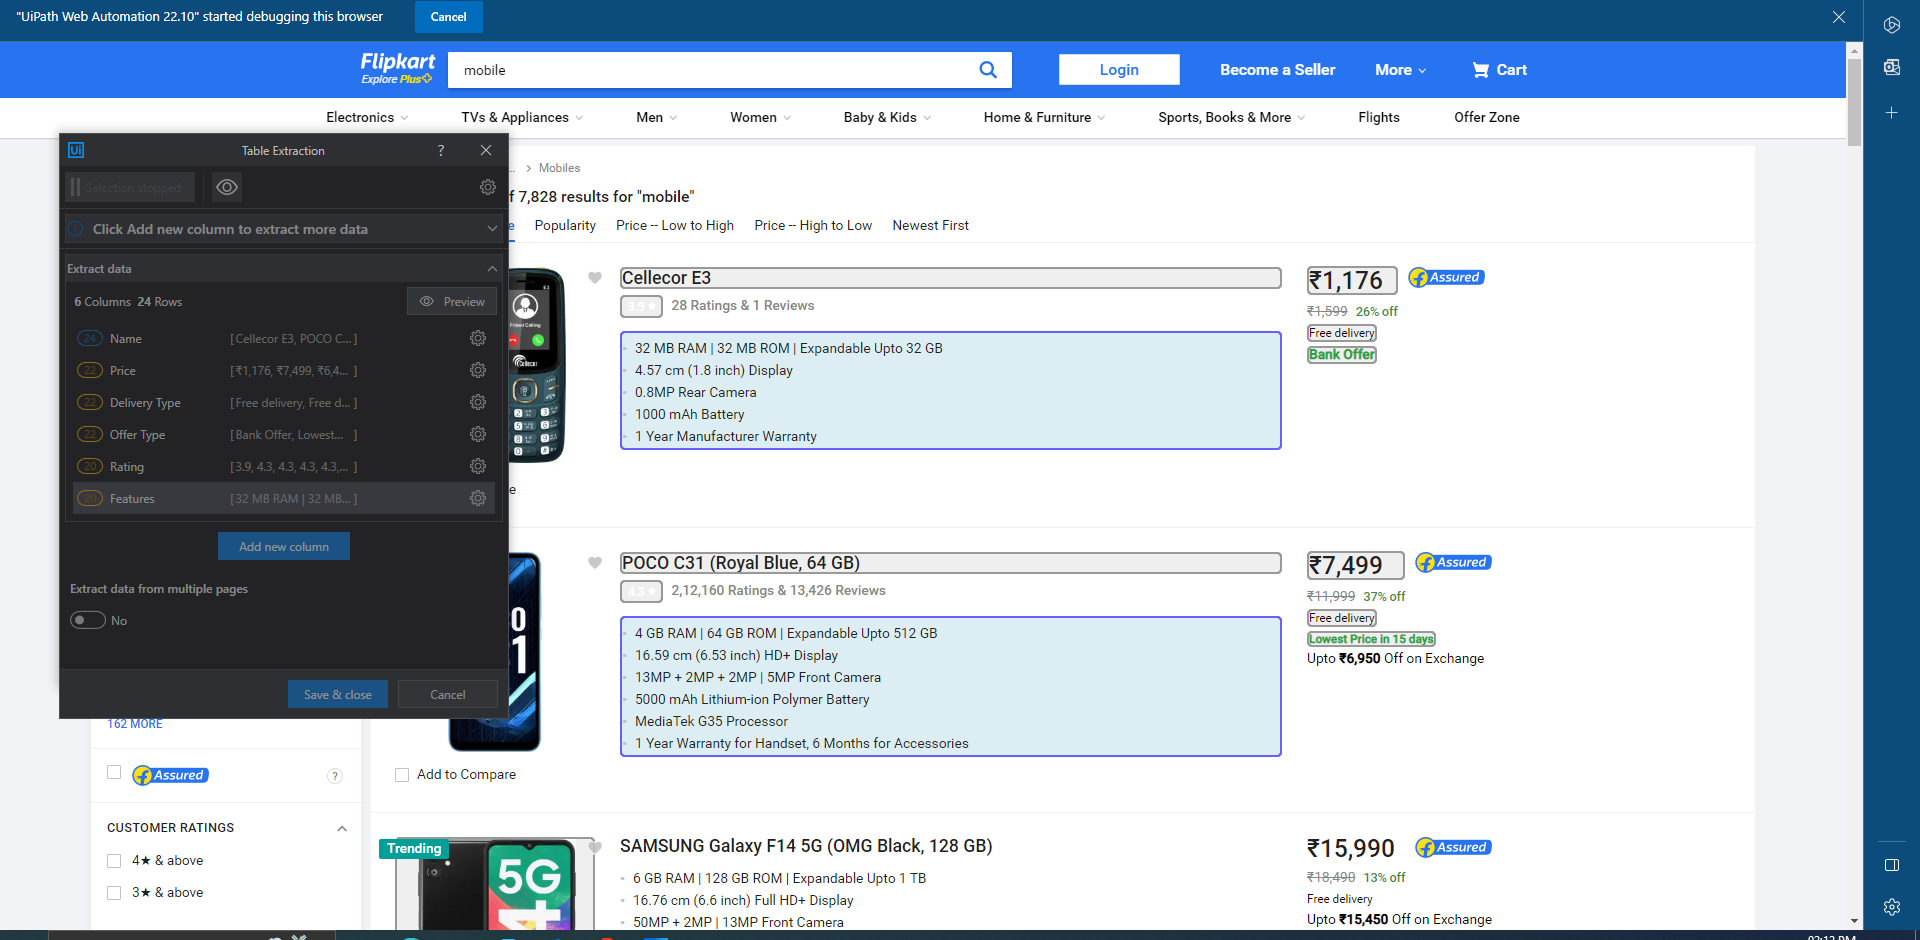 "UiPath Web Automation 22.10" started debugging this browser
Cancel
Flipkart
Explore Plus
mobile
Login
Become a Seller
More
Cart
Electronics
TVs & Appliances
Men
Women
Baby & Kids
Home & Furniture
Sports, Books & More
Flights
Offer Zone
Ui
Table Extraction
?
Selection stopped
Click Add new column to extract more data
Extract data
6 Columns 24 Rows
Preview
24 Name [Cellecor E3, POCO C... ]
22 Price [₹1,176, ₹7,499, ₹6,4... ]
22 Delivery Type [Free delivery, Free d... ]
22 Offer Type [Bank Offer, Lowest... ]
20 Rating [3.9, 4.3, 4.3, 4.3, 4.3,... ]
20 Features [32 MB RAM | 32 MB... ]
Add new column
Extract data from multiple pages
No
Save & close
Cancel
162 MORE
Assured
?
CUSTOMER RATINGS
4★ & above
3★ & above
... > Mobiles
f 7,828 results for "mobile"
e
Popularity
Price -- Low to High
Price -- High to Low
Newest First
Cellecor E3
3.9 ★
28 Ratings & 1 Reviews
32 MB RAM | 32 MB ROM | Expandable Upto 32 GB
4.57 cm (1.8 inch) Display
0.8MP Rear Camera
1000 mAh Battery
1 Year Manufacturer Warranty
₹1,176
Assured
₹1,599 26% off
Free delivery
Bank Offer
Friend Calling
Cellecor
e
POCO C31 (Royal Blue, 64 GB)
4.3 ★
2,12,160 Ratings & 13,426 Reviews
4 GB RAM | 64 GB ROM | Expandable Upto 512 GB
16.59 cm (6.53 inch) HD+ Display
13MP + 2MP + 2MP | 5MP Front Camera
5000 mAh Lithium-ion Polymer Battery
MediaTek G35 Processor
1 Year Warranty for Handset, 6 Months for Accessories
₹7,499
Assured
₹11,999 37% off
Free delivery
Lowest Price in 15 days
Upto ₹6,950 Off on Exchange
Add to Compare
Trending
5G
SAMSUNG Galaxy F14 5G (OMG Black, 128 GB)
6 GB RAM | 128 GB ROM | Expandable Upto 1 TB
16.76 cm (6.6 inch) Full HD+ Display
50MP + 2MP | 13MP Front Camera
₹15,990
Assured
₹18,490 13% off
Free delivery
Upto ₹15,450 Off on Exchange